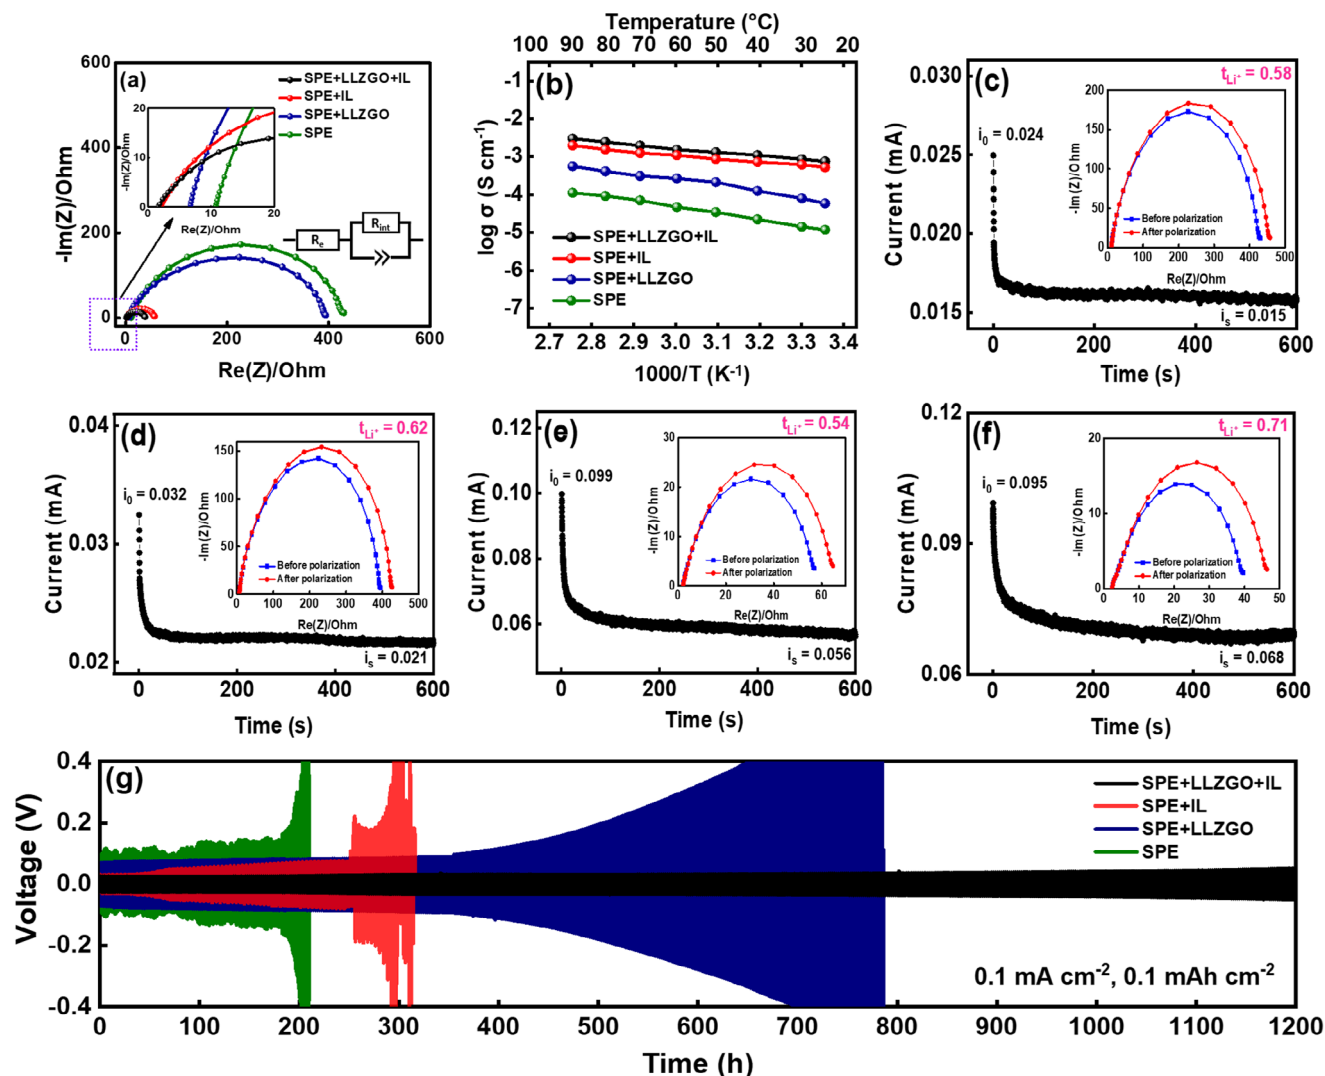 (a)
-Im(Z)/Ohm
600
400
200
0
0
200
400
600
Re(Z)/Ohm
SPE+LLZGO+IL
SPE+IL
SPE+LLZGO
SPE
-Im(Z)/Ohm
20
10
0
0
10
20
Re(Z)/Ohm
Re
Rint
Temperature (°C)
100 90 80 70 60 50 40 30 20
(b)
log σ (S cm-1)
-1
-2
-3
-4
-5
-6
-7
SPE+LLZGO+IL
SPE+IL
SPE+LLZGO
SPE
2.7 2.8 2.9 3.0 3.1 3.2 3.3 3.4
1000/T (K-1)
(c)
tLi+ = 0.58
Current (mA)
0.030
0.025
0.020
0.015
i0 = 0.024
is = 0.015
0 200 400 600
Time (s)
-Im(Z)/Ohm
200
150
100
50
0
Before polarization
After polarization
0 100 200 300 400 500
Re(Z)/Ohm
(d)
tLi+ = 0.62
Current (mA)
0.04
0.03
0.02
i0 = 0.032
is = 0.021
0 200 400 600
Time (s)
-Im(Z)/Ohm
150
100
50
0
Before polarization
After polarization
0 100 200 300 400 500
Re(Z)/Ohm
(e)
tLi+ = 0.54
Current (mA)
0.12
0.10
0.08
0.06
0.04
i0 = 0.099
is = 0.056
0 200 400 600
Time (s)
-Im(Z)/Ohm
30
20
10
0
Before polarization
After polarization
0 20 40 60
Re(Z)/Ohm
(f)
tLi+ = 0.71
Current (mA)
0.12
0.09
0.06
i0 = 0.095
is = 0.068
0 200 400 600
Time (s)
-Im(Z)/Ohm
20
10
0
Before polarization
After polarization
0 10 20 30 40 50
Re(Z)/Ohm
(g)
Voltage (V)
0.4
0.2
0.0
-0.2
-0.4
SPE+LLZGO+IL
SPE+IL
SPE+LLZGO
SPE
0.1 mA cm-2, 0.1 mAh cm-2
0 100 200 300 400 500 600 700 800 900 1000 1100 1200
Time (h)